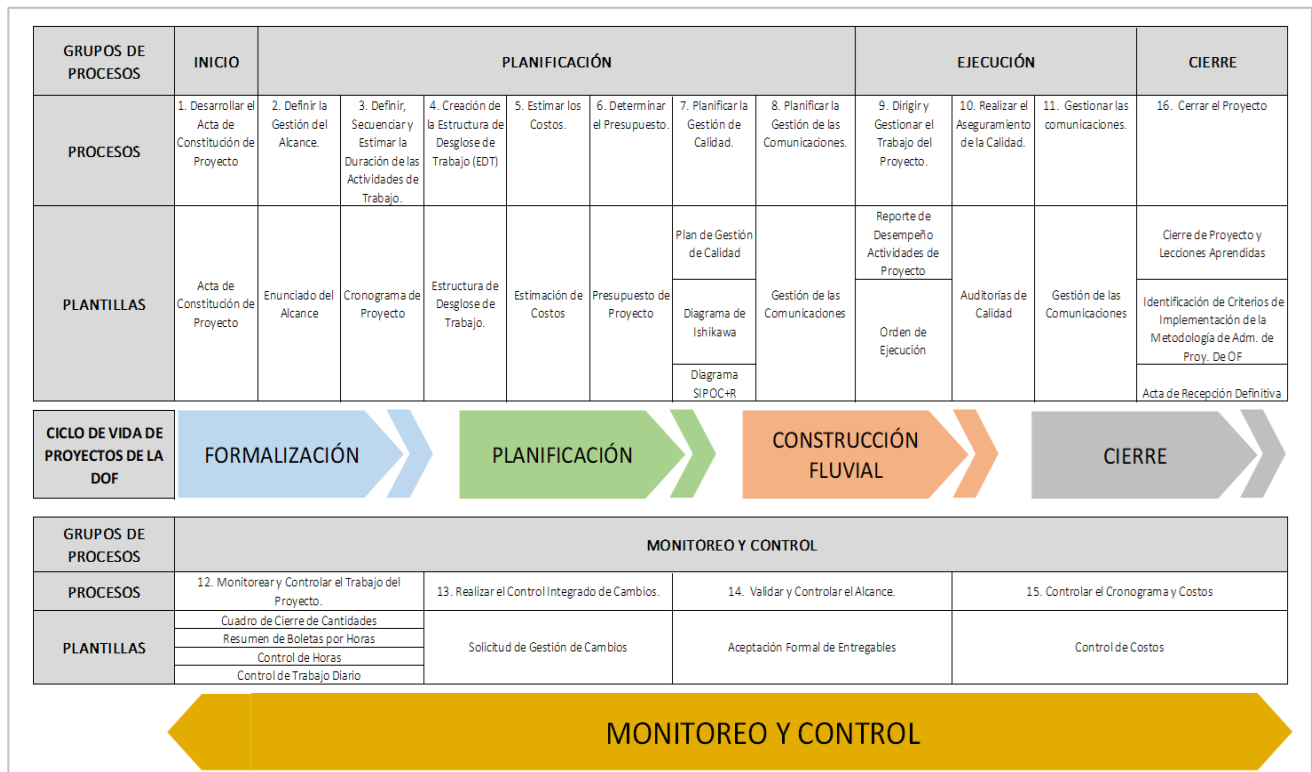 GRUPOS DE
PROCESOS
INICIO
PLANIFICACIÓN
EJECUCIÓN
CIERRE
PROCESOS
1. Desarrollar el
Acta de
Constitución de
Proyecto
2. Definir la
Gestión del
Alcance.
3. Definir,
Secuenciar y
Estimar la
Duración de las
Actividades de
Trabajo.
4. Creación de
la Estructura de
Desglose de
Trabajo (EDT)
5. Estimar los
Costos.
6. Determinar
el Presupuesto.
7. Planificar la
Gestión de
Calidad.
8. Planificar la
Gestión de las
Comunicaciones.
9. Dirigir y
Gestionar el
Trabajo del
Proyecto.
10. Realizar el
Aseguramiento
de la Calidad.
11. Gestionar las
comunicaciones.
16. Cerrar el Proyecto
PLANTILLAS
Acta de
Constitución de
Proyecto
Enunciado del
Alcance
Cronograma de
Proyecto
Estructura de
Desglose de
Trabajo.
Estimación de
Costos
Presupuesto de
Proyecto
Plan de Gestión
de Calidad
Diagrama de
Ishikawa
Diagrama
SIPOC+R
Gestión de las
Comunicaciones
Reporte de
Desempeño
Actividades de
Proyecto
Orden de
Ejecución
Auditorías de
Calidad
Gestión de las
Comunicaciones
Cierre de Proyecto y
Lecciones Aprendidas
Identificación de Criterios de
Implementación de la
Metodología de Adm. de
Proy. De OF
Acta de Recepción Definitiva
CICLO DE VIDA DE
PROYECTOS DE LA
DOF
FORMALIZACIÓN
PLANIFICACIÓN
CONSTRUCCIÓN
FLUVIAL
CIERRE
GRUPOS DE
PROCESOS
MONITOREO Y CONTROL
PROCESOS
12. Monitorear y Controlar el Trabajo del
Proyecto.
13. Realizar el Control Integrado de Cambios.
14. Validar y Controlar el Alcance.
15. Controlar el Cronograma y Costos
PLANTILLAS
Cuadro de Cierre de Cantidades
Resumen de Boletas por Horas
Control de Horas
Control de Trabajo Diario
Solicitud de Gestión de Cambios
Aceptación Formal de Entregables
Control de Costos
MONITOREO Y CONTROL